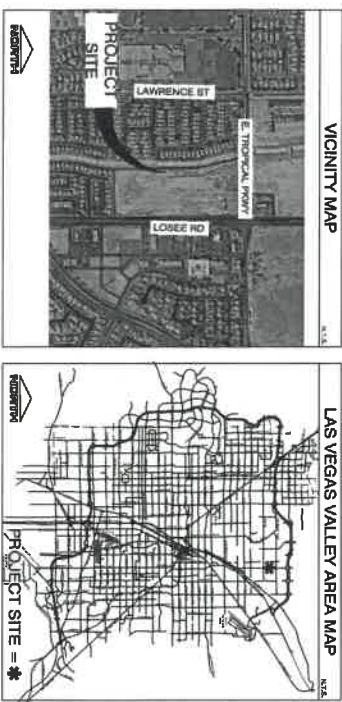 VICINITY MAP
N.T.S.
E. TROPICAL PKWY
LAWRENCE ST
PROJECT
SITE
LOSEE RD
NORTH
LAS VEGAS VALLEY AREA MAP
N.T.S.
NORTH
PROJECT SITE = ✱